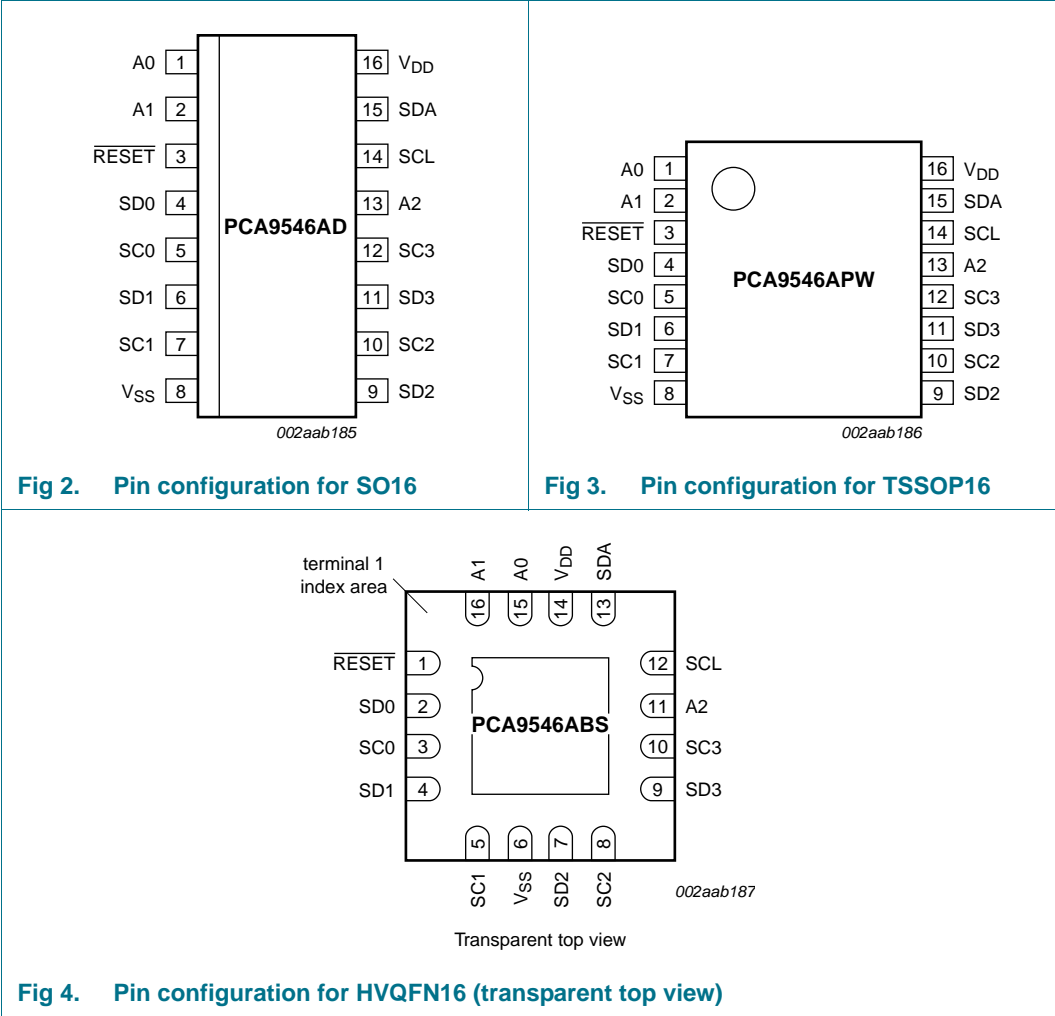 A0 1 16 VDD
A1 2 15 SDA
RESET 3 14 SCL
SD0 4 13 A2
PCA9546AD
SC0 5 12 SC3
SD1 6 11 SD3
SC1 7 10 SC2
VSS 8 9 SD2
002aab185
Fig 2. Pin configuration for SO16
A0 1 16 VDD
A1 2 15 SDA
RESET 3 14 SCL
SD0 4 13 A2
PCA9546APW
SC0 5 12 SC3
SD1 6 11 SD3
SC1 7 10 SC2
VSS 8 9 SD2
002aab186
Fig 3. Pin configuration for TSSOP16
terminal 1
index area
A1 A0 VDD SDA
16 15 14 13
RESET 1 12 SCL
SD0 2 11 A2
PCA9546ABS
SC0 3 10 SC3
SD1 4 9 SD3
5 6 7 8
SC1 VSS SD2 SC2
002aab187
Transparent top view
Fig 4. Pin configuration for HVQFN16 (transparent top view)